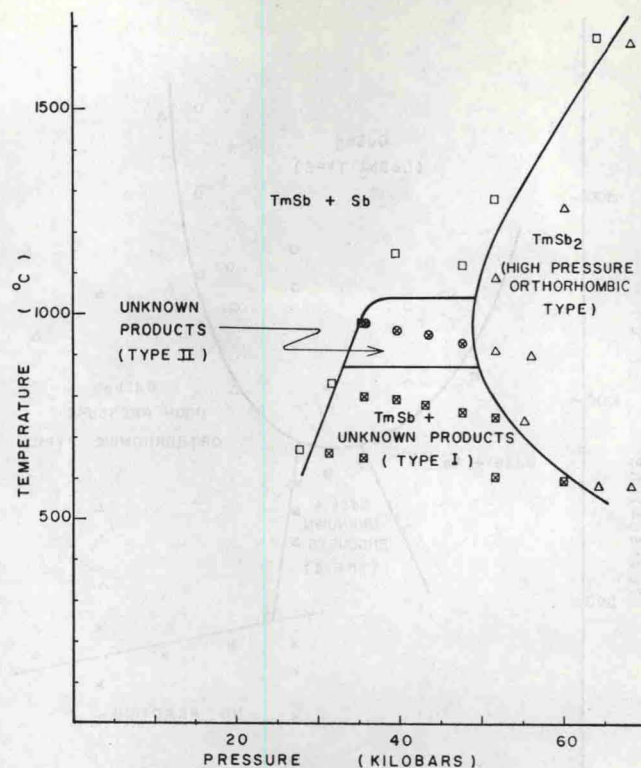 1500
TmSb + Sb
TmSb2
(HIGH PRESSURE
ORTHORHOMBIC
TYPE)
UNKNOWN
PRODUCTS
(TYPE II)
1000
TEMPERATURE (°C)
TmSb +
UNKNOWN PRODUCTS
(TYPE I)
500
20 40 60
PRESSURE (KILOBARS)